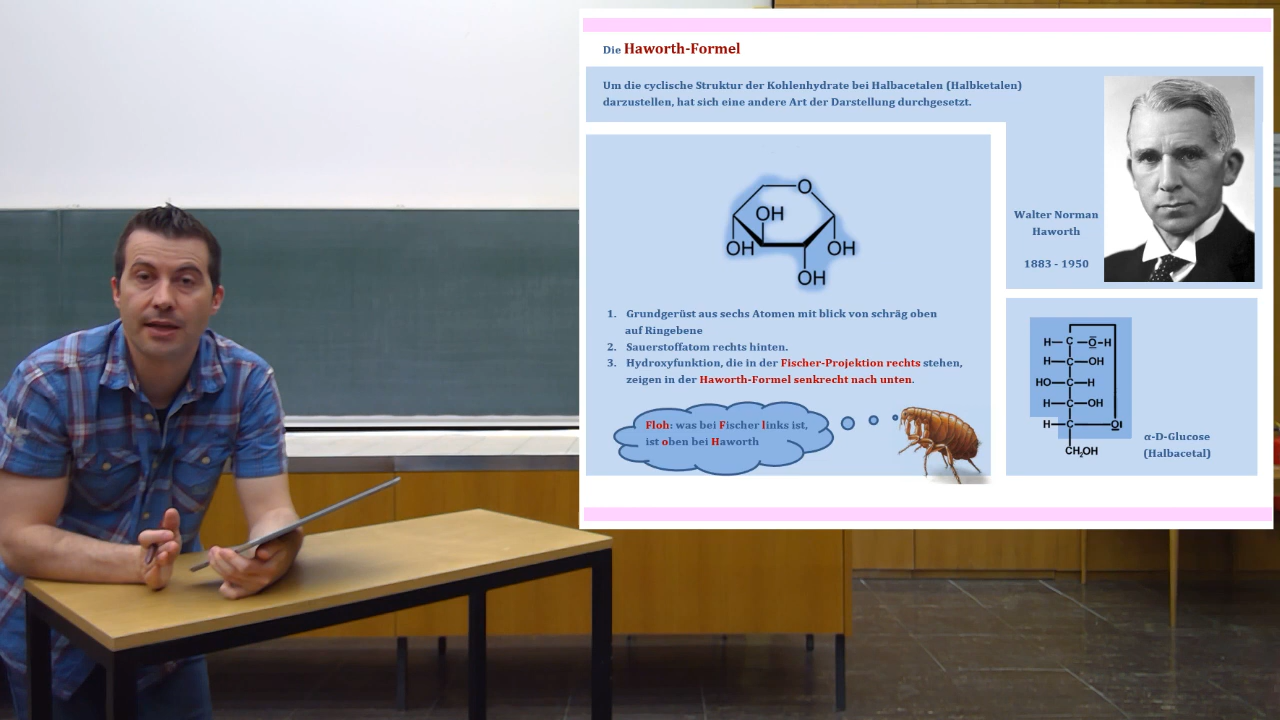 Die Haworth-Formel
Um die cyclische Struktur der Kohlenhydrate bei Halbacetalen (Halbketalen)
darzustellen, hat sich eine andere Art der Darstellung durchgesetzt.
Walter Norman
Haworth
1883 - 1950
O
OH
OH
OH
OH
1. Grundgerüst aus sechs Atomen mit blick von schräg oben
auf Ringebene
2. Sauerstoffatom rechts hinten.
3. Hydroxyfunktion, die in der Fischer-Projektion rechts stehen,
zeigen in der Haworth-Formel senkrecht nach unten.
Floh: was bei Fischer links ist,
ist oben bei Haworth
H C O H
H C OH
HO C H
H C OH
H C O
CH2OH
α-D-Glucose
(Halbacetal)